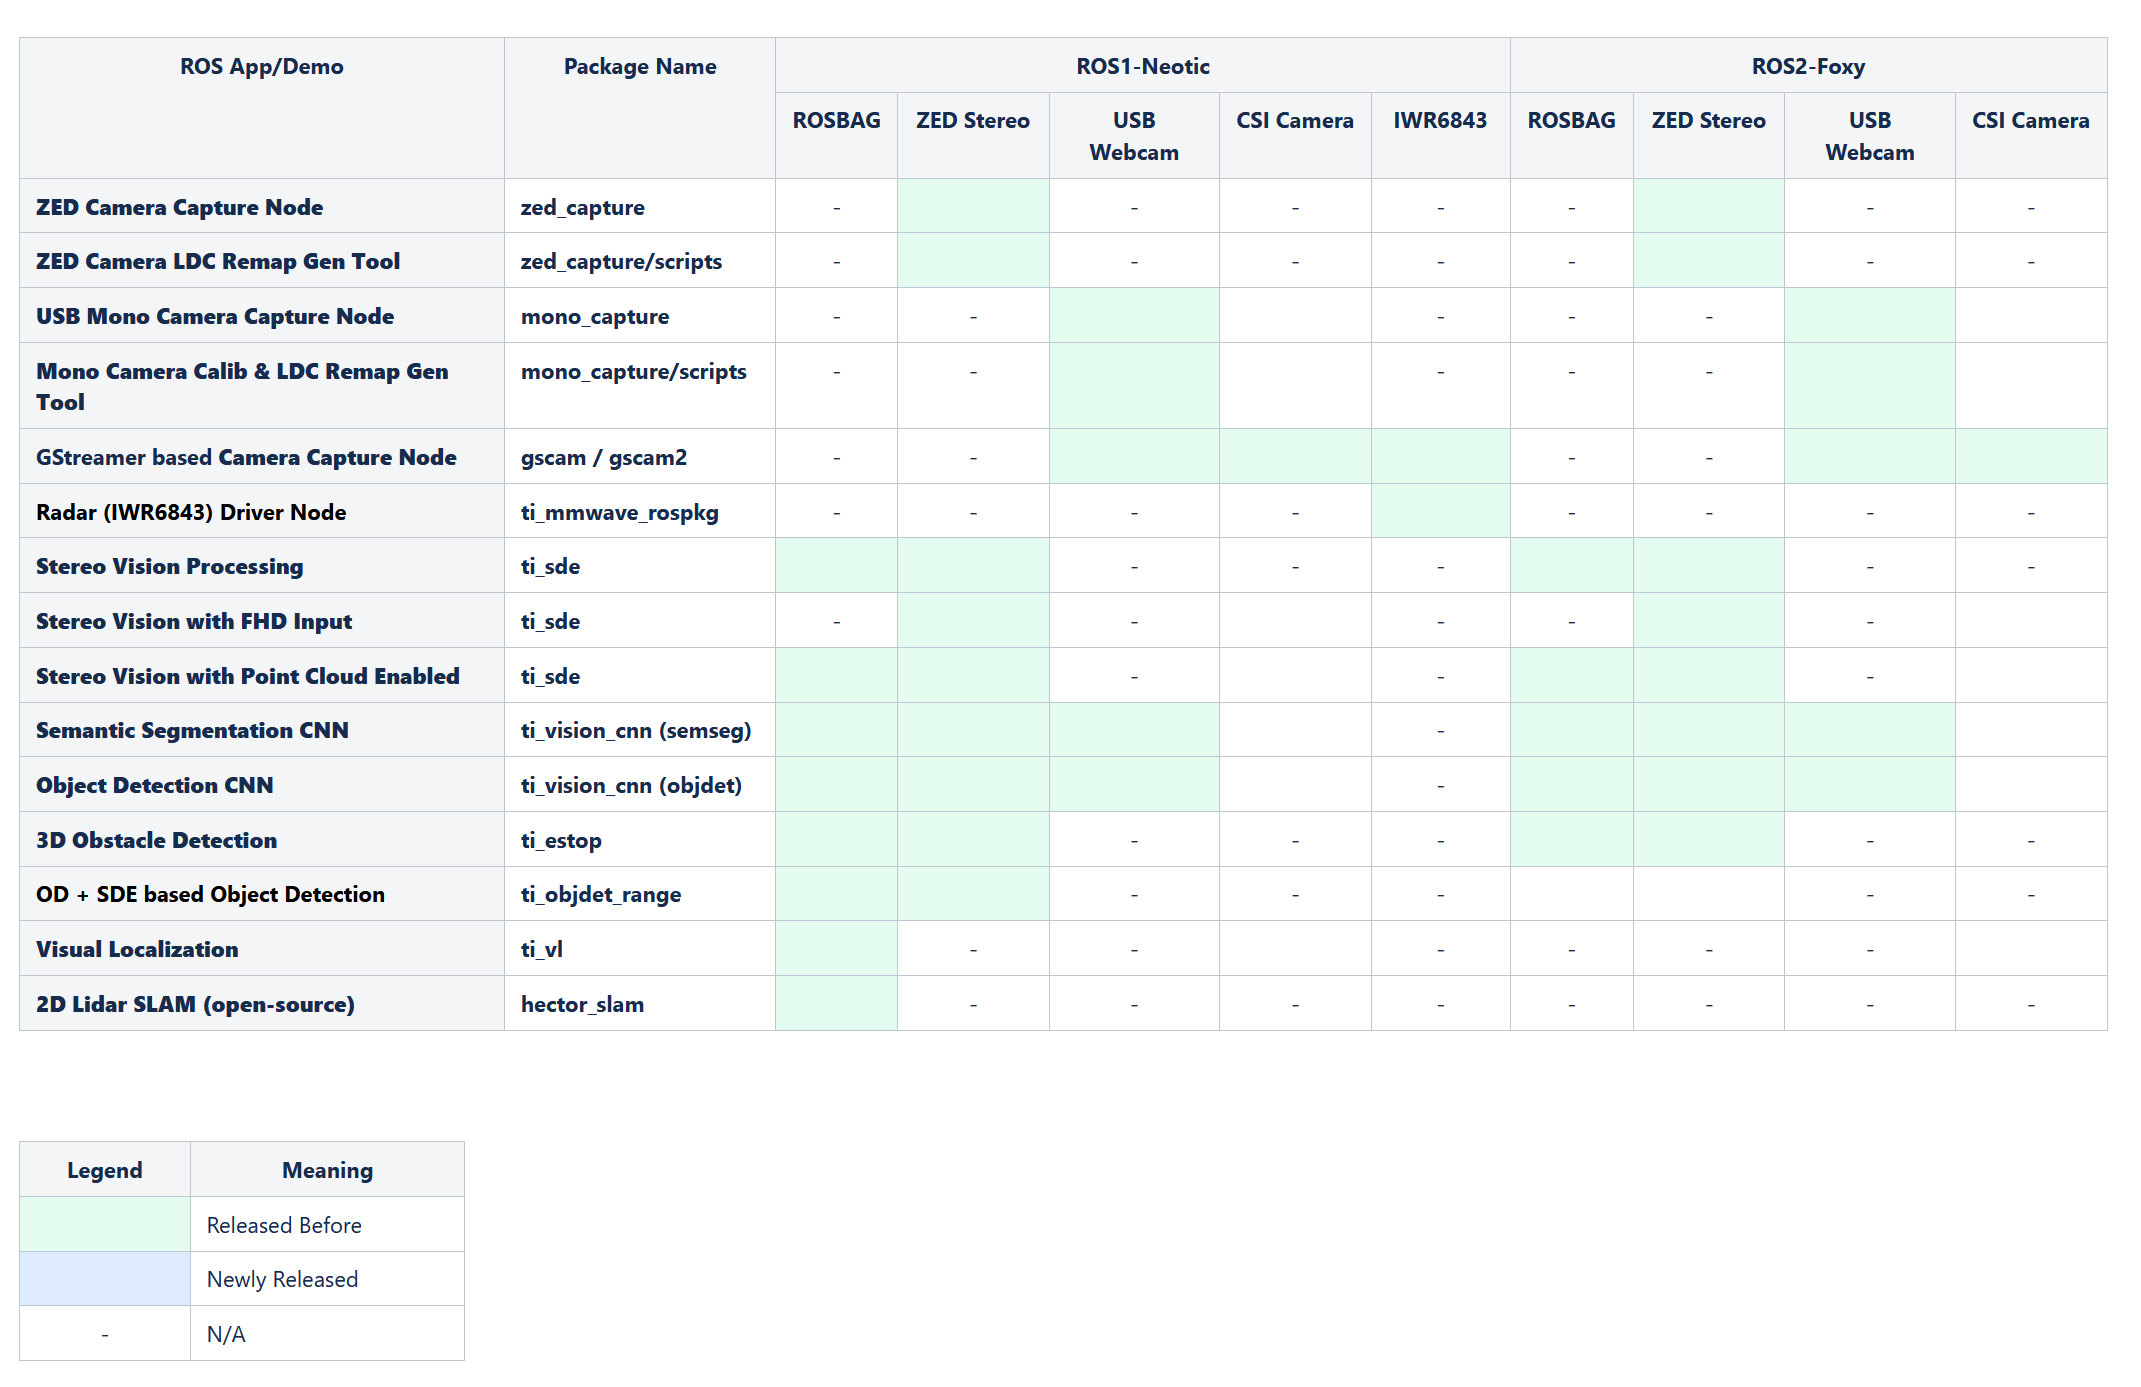 ROS App/Demo Package Name ROS1-Neotic ROS2-Foxy
ROSBAG ZED Stereo USB Webcam CSI Camera IWR6843 ROSBAG ZED Stereo USB Webcam CSI Camera
ZED Camera Capture Node zed_capture - - - - - - -
ZED Camera LDC Remap Gen Tool zed_capture/scripts - - - - - - -
USB Mono Camera Capture Node mono_capture - - - - -
Mono Camera Calib & LDC Remap Gen Tool mono_capture/scripts - - - - -
GStreamer based Camera Capture Node gscam / gscam2 - - - -
Radar (IWR6843) Driver Node ti_mmwave_rospkg - - - - - - - -
Stereo Vision Processing ti_sde - - - - -
Stereo Vision with FHD Input ti_sde - - - - -
Stereo Vision with Point Cloud Enabled ti_sde - - -
Semantic Segmentation CNN ti_vision_cnn (semseg) -
Object Detection CNN ti_vision_cnn (objdet) -
3D Obstacle Detection ti_estop - - - - -
OD + SDE based Object Detection ti_objdet_range - - - - -
Visual Localization ti_vl - - - - - -
2D Lidar SLAM (open-source) hector_slam - - - - - - - -
Legend Meaning
Released Before
Newly Released
- N/A